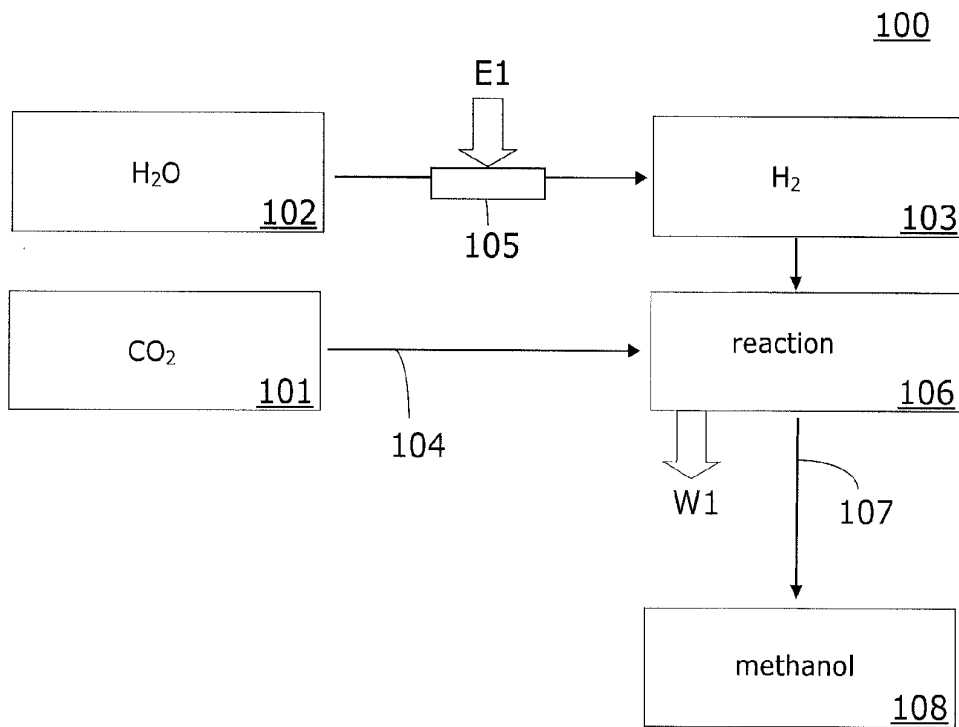 100
E1
H₂O
102
105
H₂
103
CO₂
101
104
reaction
106
W1
107
methanol
108